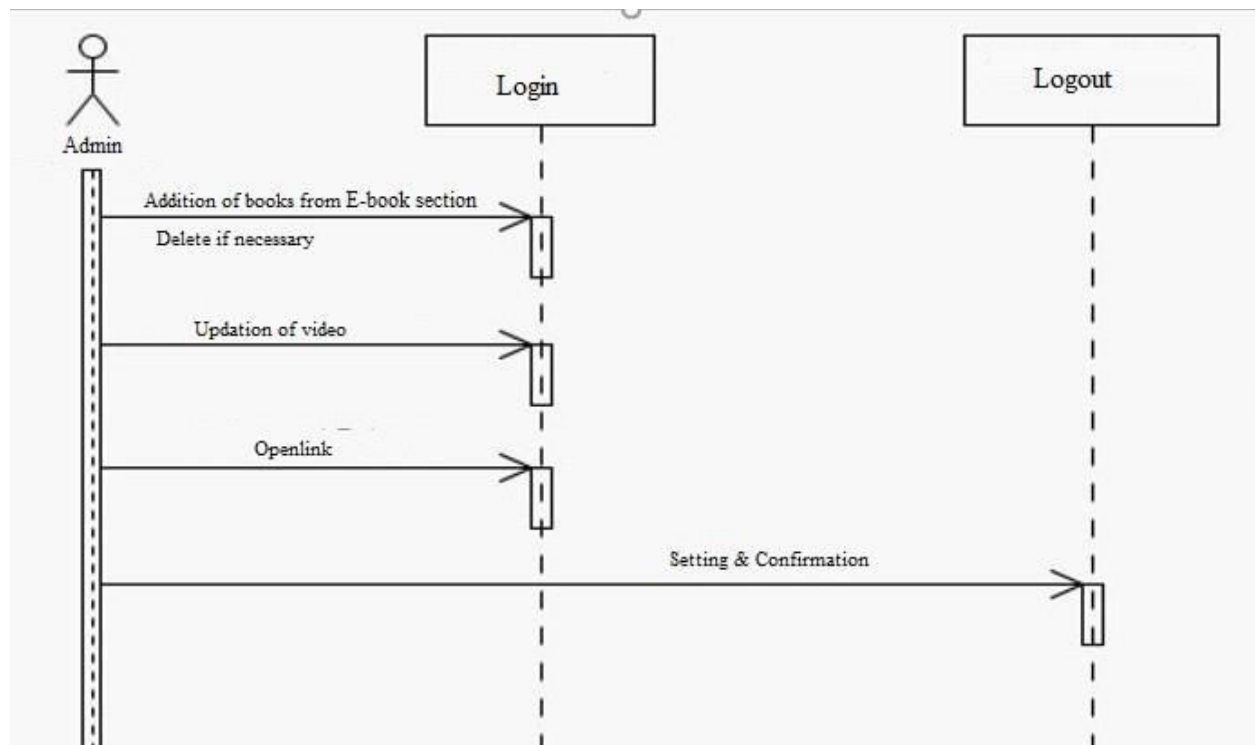 Login
Logout
Admin
Addition of books from E-book section
Delete if necessary
Updation of video
Openlink
Setting & Confirmation